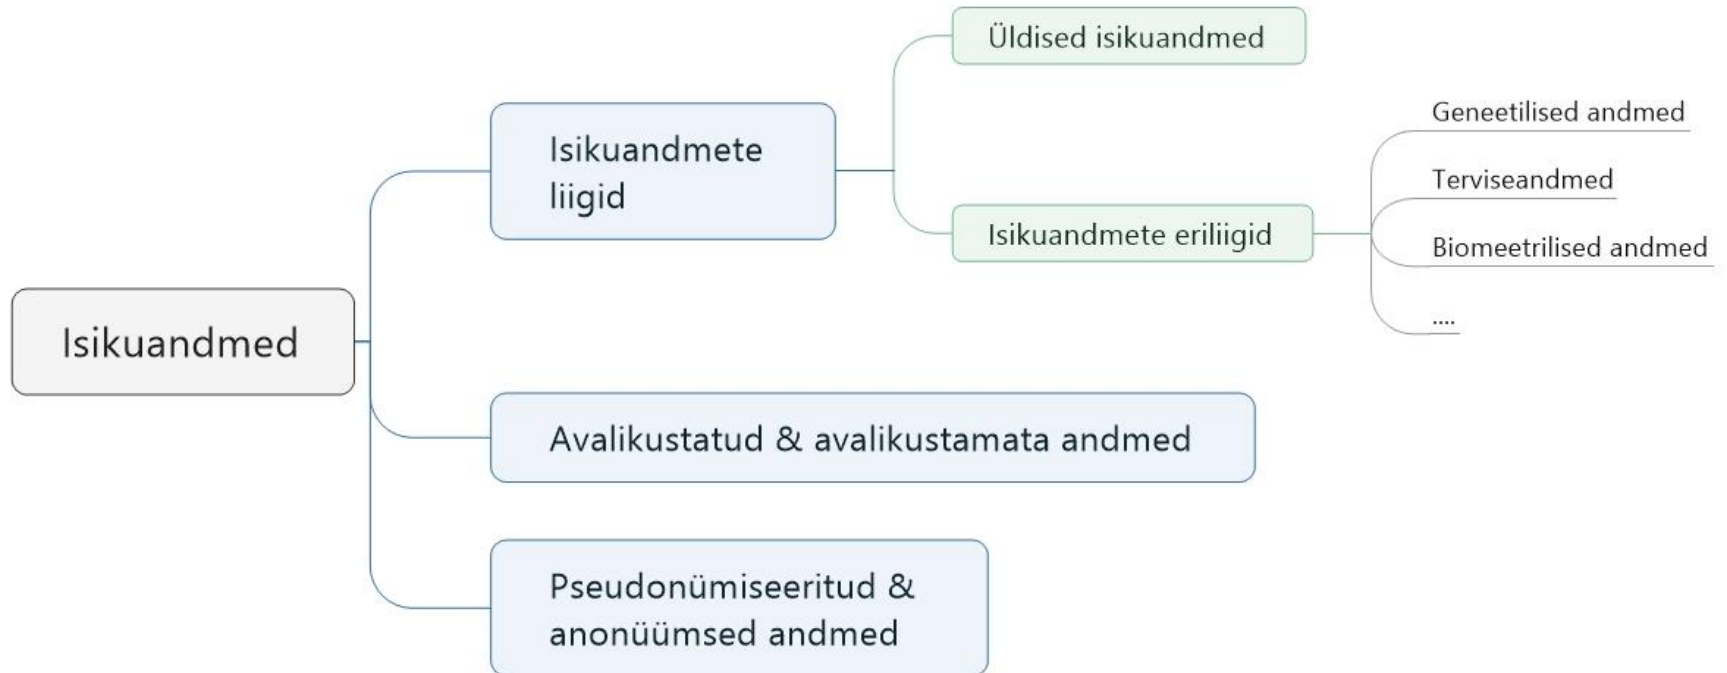 Isikuandmed
Isikuandmete
liigid
Üldised isikuandmed
Isikuandmete eriliigid
Geneetilised andmed
Terviseandmed
Biomeetrilised andmed
....
Avalikustatud & avalikustamata andmed
Pseudonümiseeritud &
anonüümsed andmed